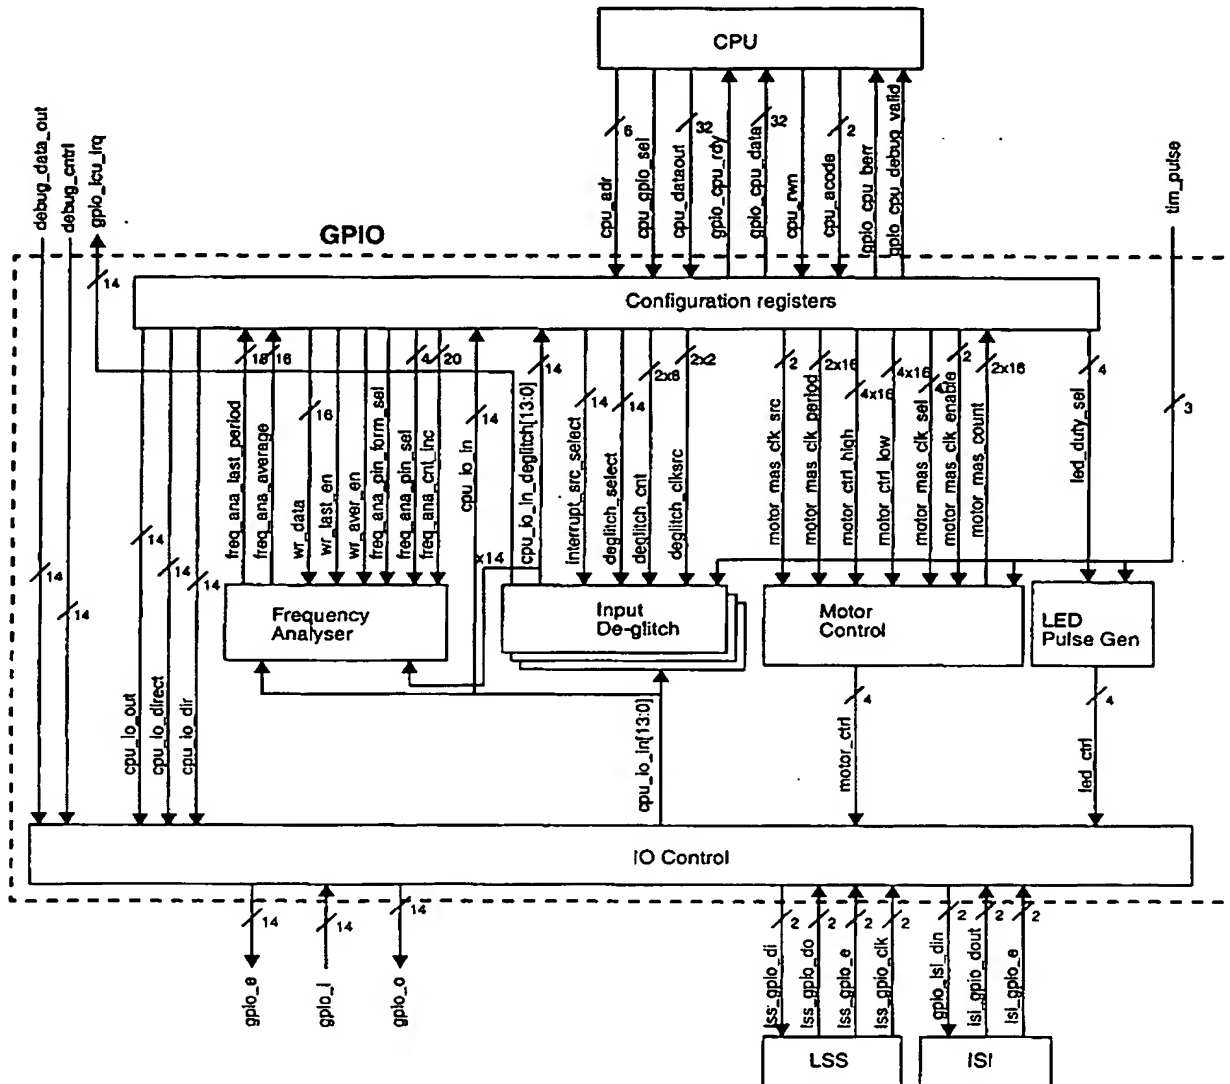 CPU
6
32
32
2
cpu_adr
cpu_gpio_sel
cpu_dataout
gpio_cpu_rdy
gpio_cpu_data
cpu_rwn
cpu_acode
gpio_cpu_berr
gpio_cpu_debug_valid
debug_data_out
debug_cntrl
gpio_icu_irq
tim_pulse
GPIO
14
3
Configuration registers
16
16
4
20
14
2
2x16
4x16
2
2x16
4
2x8
2x2
4x16
4
16
14
14
14
freq_ana_last_period
freq_ana_average
wr_data
wr_last_en
wr_aver_en
freq_ana_pin_form_sel
freq_ana_pin_sel
freq_ana_cnt_inc
cpu_io_in
cpu_io_in_deglitch[13:0]
interrupt_src_select
deglitch_select
deglitch_cnt
deglitch_clksrc
motor_mas_clk_src
motor_mas_clk_period
motor_ctrl_high
motor_ctrl_low
motor_mas_clk_sel
motor_mas_clk_enable
motor_mas_count
led_duty_sel
14
14
14
14
14
x14
Frequency
Analyser
Input
De-glitch
Motor
Control
LED
Pulse Gen
cpu_io_out
cpu_io_direct
cpu_io_dir
cpu_io_in[13:0]
4
motor_ctrl
4
led_ctrl
IO Control
14
14
14
2
2
2
2
2
2
2
gpio_e
gpio_i
gpio_o
lss_gpio_di
lss_gpio_do
lss_gpio_e
lss_gpio_clk
gpio_isi_din
isi_gpio_dout
isi_gpio_e
LSS
ISI